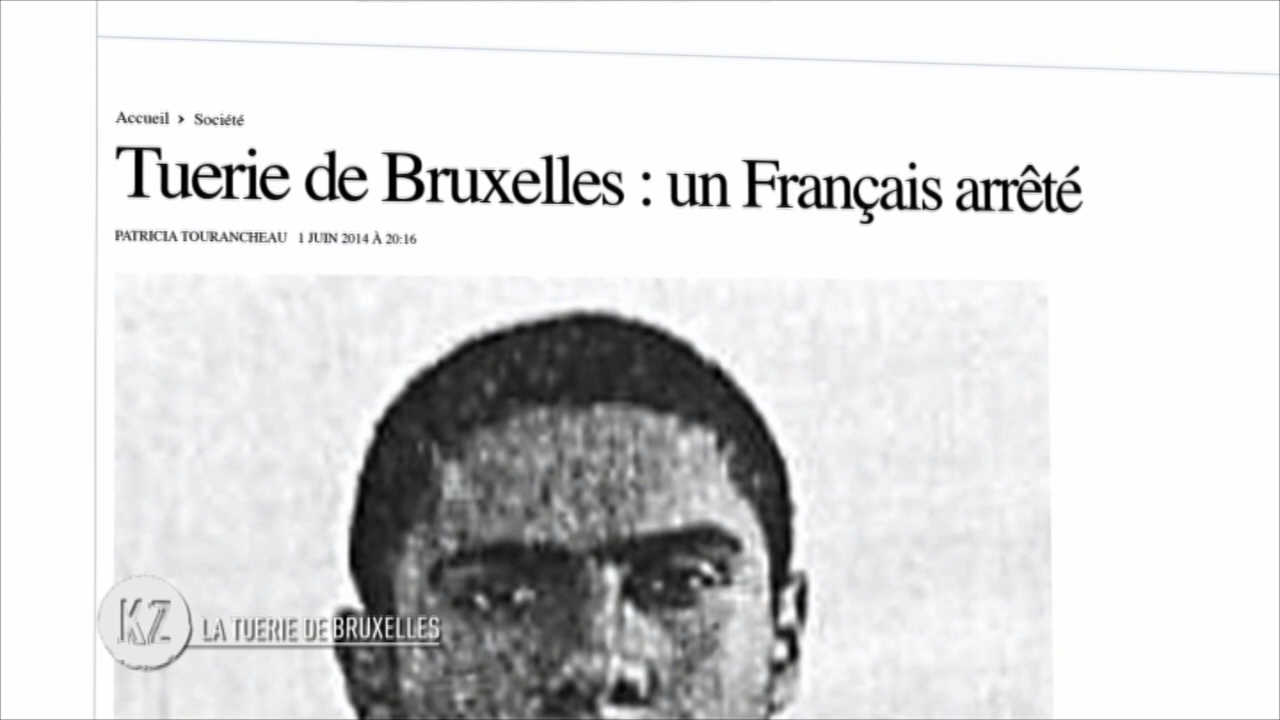 Accueil › Société
Tuerie de Bruxelles : un Français arrêté
PATRICIA TOURANCHEAU 1 JUIN 2014 À 20:16
KZ
LA TUERIE DE BRUXELLES